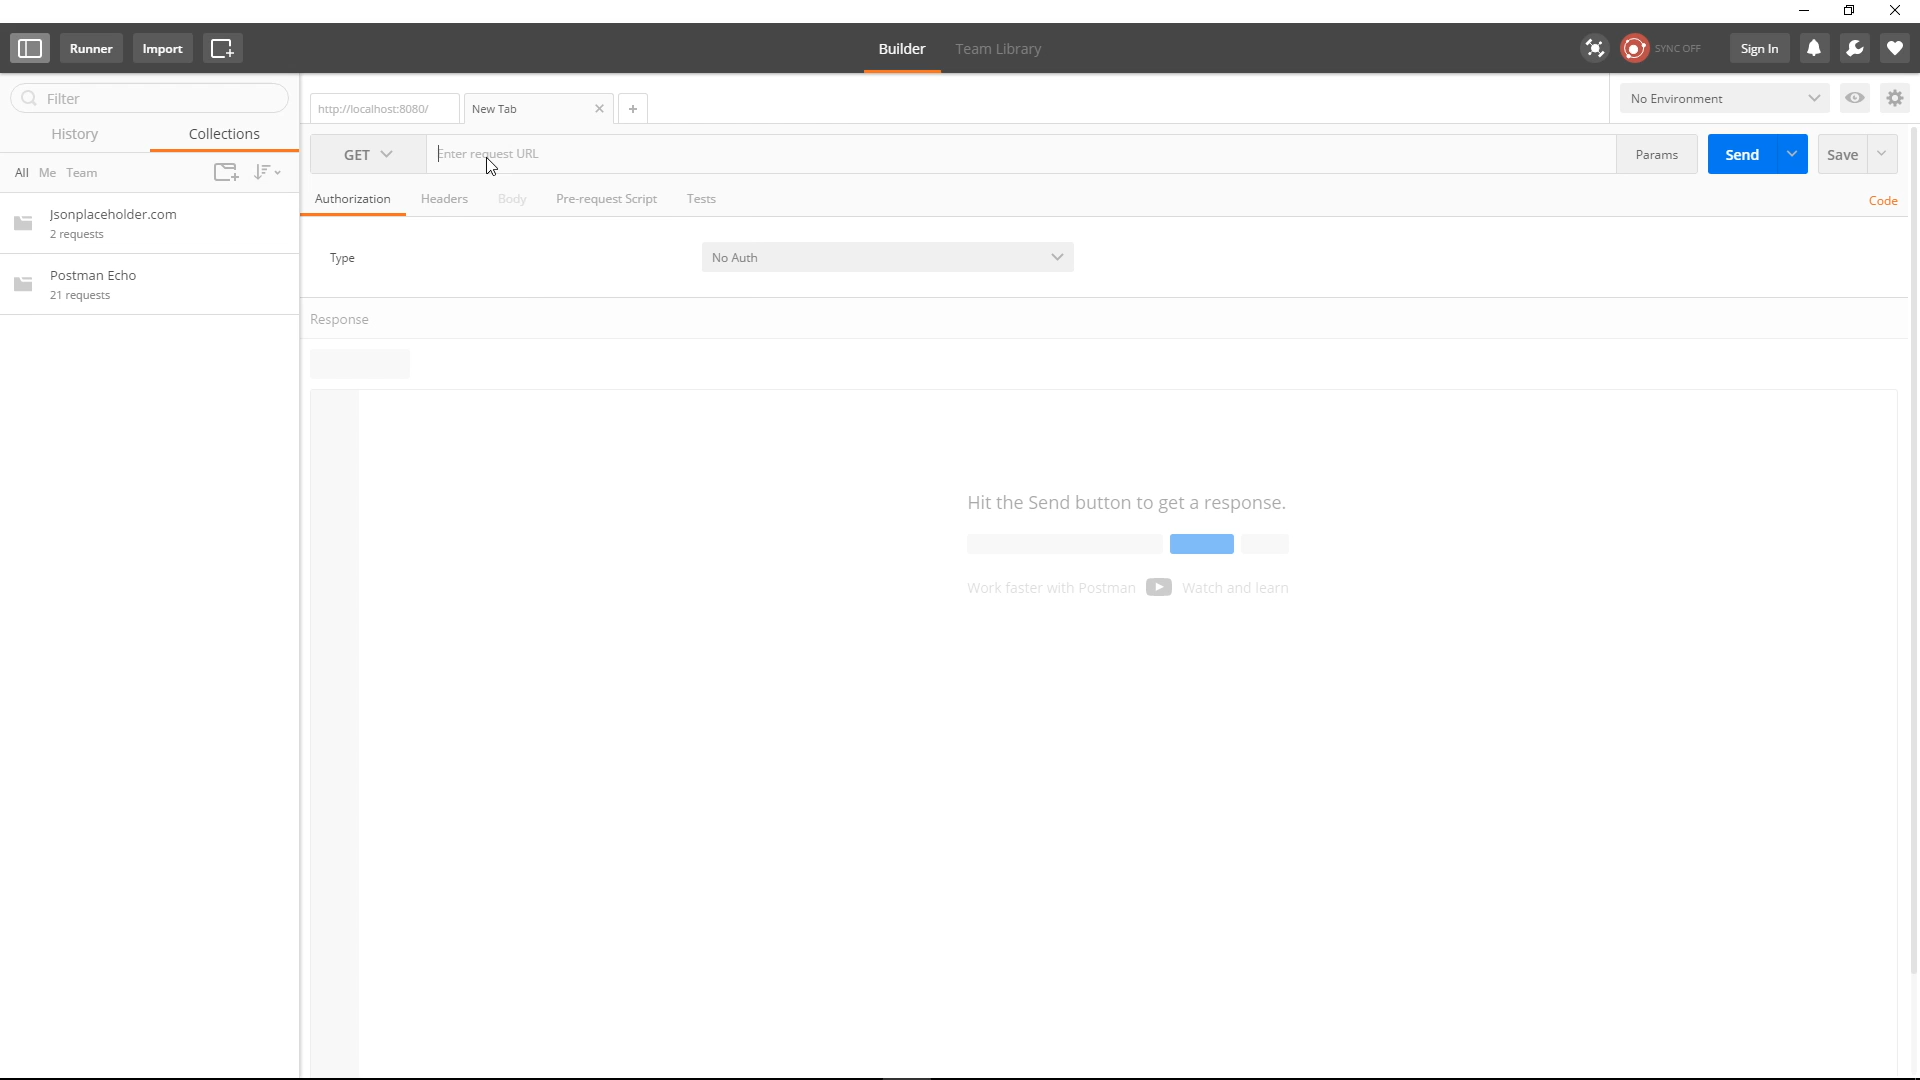 Runner Import Builder Team Library SYNC OFF Sign In
Filter
http://localhost:8080/ New Tab No Environment
History Collections
GET Enter request URL Params Send Save
All Me Team
Authorization Headers Body Pre-request Script Tests Code
Jsonplaceholder.com
2 requests
Type No Auth
Postman Echo
21 requests
Response
Hit the Send button to get a response.
Work faster with Postman Watch and learn